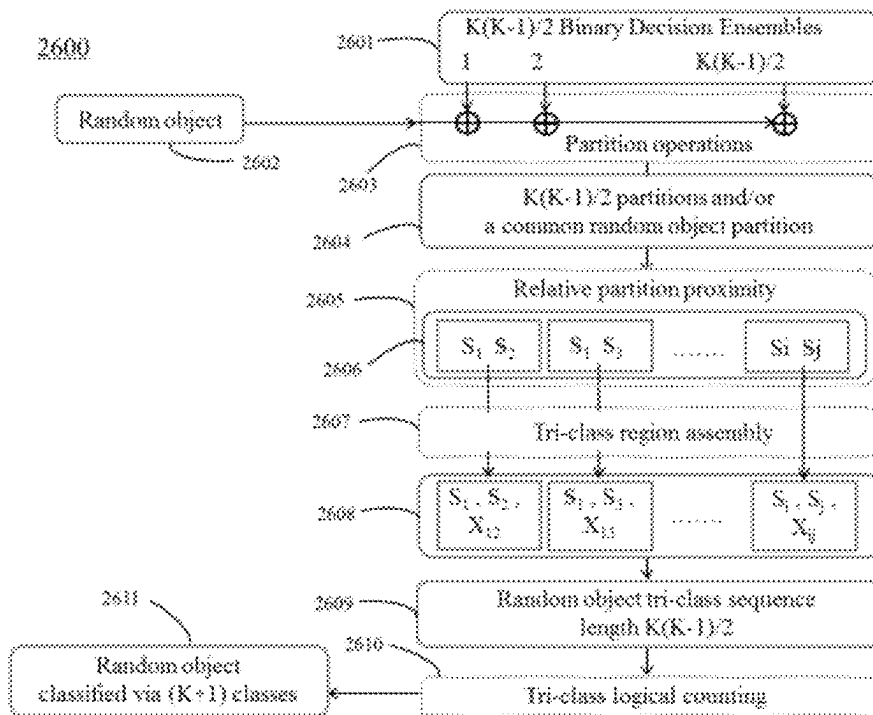 2600
2601
K(K-1)/2 Binary Decision Ensembles
1 2 K(K-1)/2
Random object
2602
Partition operations
2603
K(K-1)/2 partitions and/or
a common random object partition
2604
2605
Relative partition proximity
S1 S2 S1 S3 ....... Si Sj
2606
2607
Tri-class region assembly
S1 , S2 , S1 , S3 , ....... Si , Sj ,
X12 X13 Xij
2608
2611
2609
Random object tri-class sequence
length K(K-1)/2
2610
Random object
classified via (K+1) classes
Tri-class logical counting